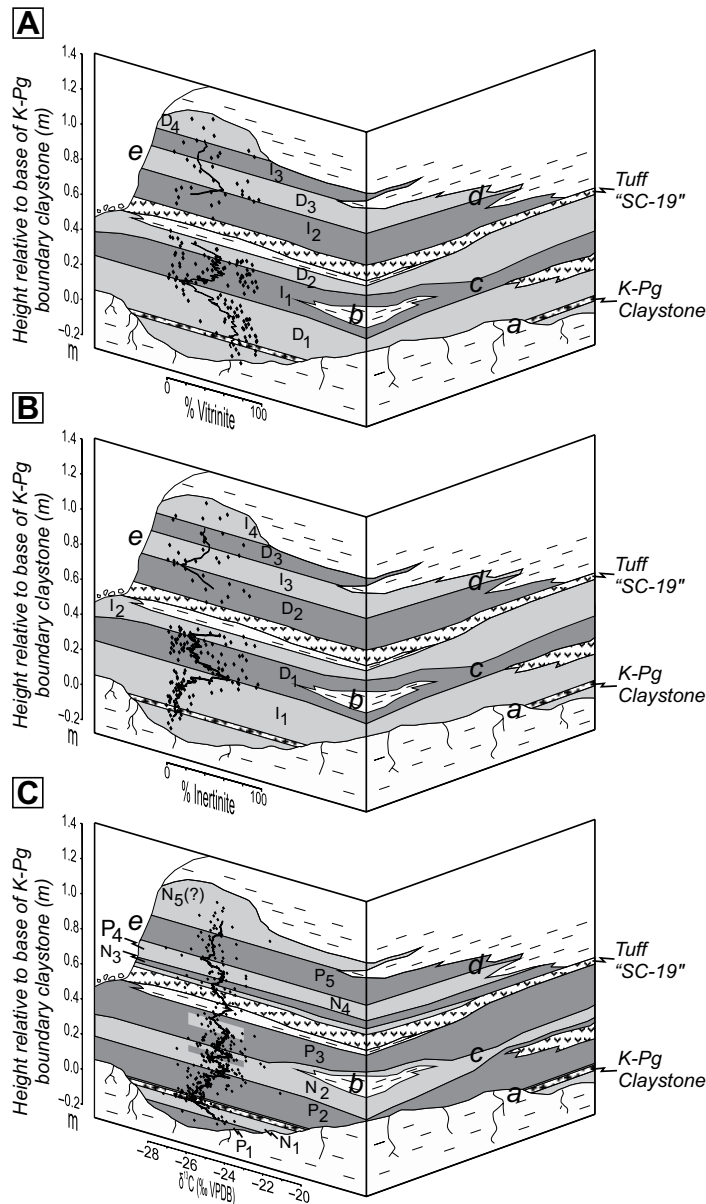 A
Height relative to base of K-Pg
boundary claystone (m)
1.4
1.2
1.0
0.8
0.6
0.4
0.2
0.0
−0.2
m
D4
e
I3
D3
I2
D2
I1
D1
b
d
c
a
Tuff
"SC-19"
K-Pg
Claystone
0
100
% Vitrinite
B
Height relative to base of K-Pg
boundary claystone (m)
1.4
1.2
1.0
0.8
0.6
0.4
0.2
0.0
−0.2
m
I4
e
D3
I3
D2
I2
D1
I1
b
d
c
a
Tuff
"SC-19"
K-Pg
Claystone
0
100
% Inertinite
C
Height relative to base of K-Pg
boundary claystone (m)
1.4
1.2
1.0
0.8
0.6
0.4
0.2
0.0
−0.2
m
N5(?)
P4
e
N3
P5
N4
P3
N2
P2
P1
N1
b
d
c
a
Tuff
"SC-19"
K-Pg
Claystone
−28
−26
−24
−22
−20
δ13C (‰ VPDB)